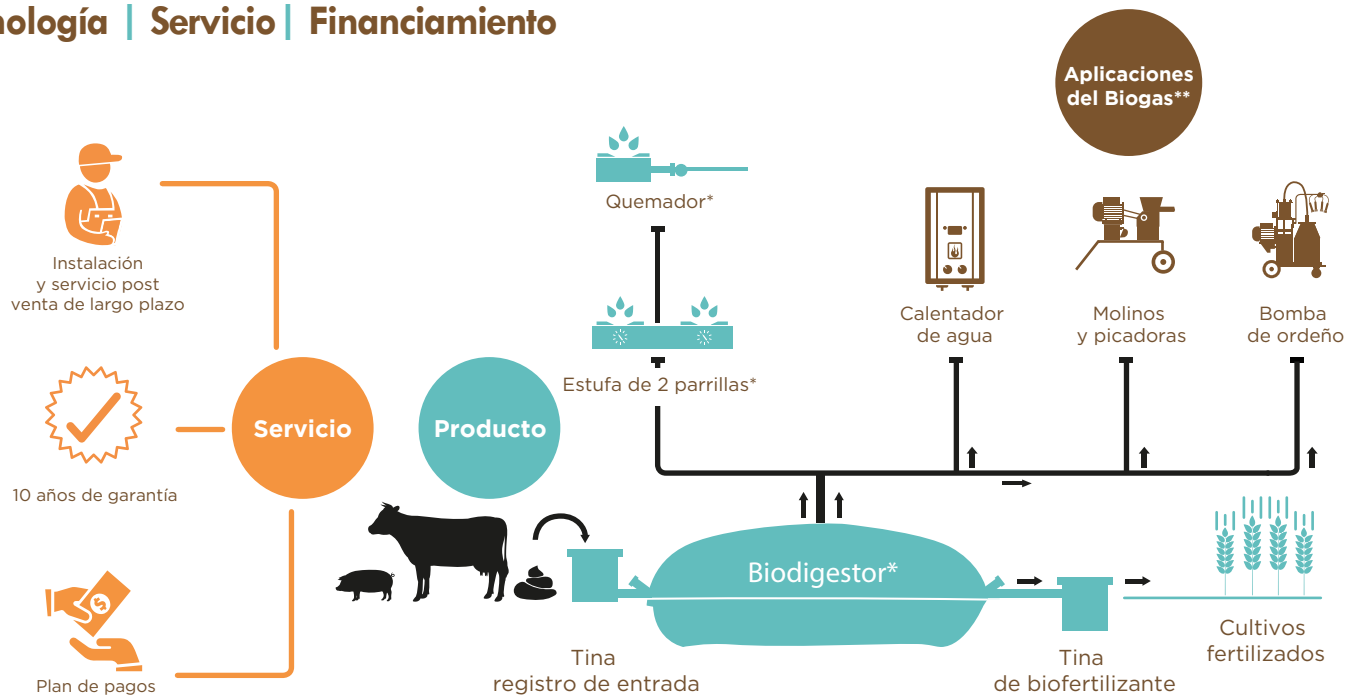 nología | Servicio | Financiamiento
Aplicaciones
del Biogas**
Quemador*
Instalación
y servicio post
venta de largo plazo
Calentador
de agua
Molinos
y picadoras
Bomba
de ordeño
Estufa de 2 parrillas*
Servicio
Producto
10 años de garantía
Biodigestor*
Cultivos
fertilizados
Tina
registro de entrada
Tina
de biofertilizante
Plan de pagos